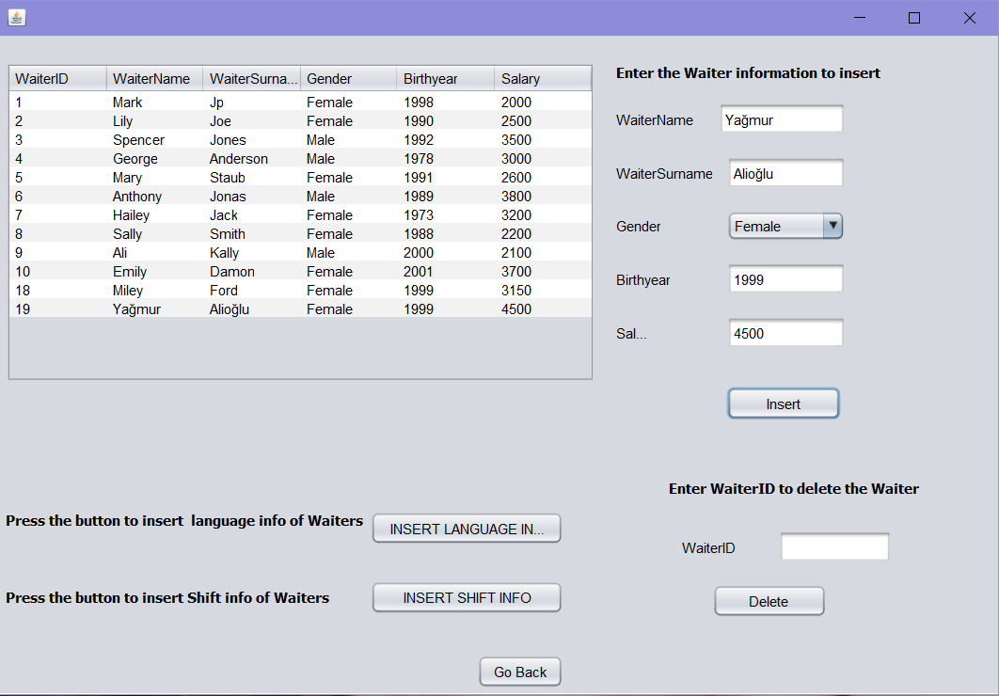 WaiterID WaiterName WaiterSurna... Gender Birthyear Salary
1 Mark Jp Female 1998 2000
2 Lily Joe Female 1990 2500
3 Spencer Jones Male 1992 3500
4 George Anderson Male 1978 3000
5 Mary Staub Female 1991 2600
6 Anthony Jonas Male 1989 3800
7 Hailey Jack Female 1973 3200
8 Sally Smith Female 1988 2200
9 Ali Kally Male 2000 2100
10 Emily Damon Female 2001 3700
18 Miley Ford Female 1999 3150
19 Yağmur Alioğlu Female 1999 4500
Enter the Waiter information to insert
WaiterName Yağmur
WaiterSurname Alioğlu
Gender Female
Birthyear 1999
Sal... 4500
Insert
Press the button to insert language info of Waiters INSERT LANGUAGE IN...
Press the button to insert Shift info of Waiters INSERT SHIFT INFO
Enter WaiterID to delete the Waiter
WaiterID
Delete
Go Back